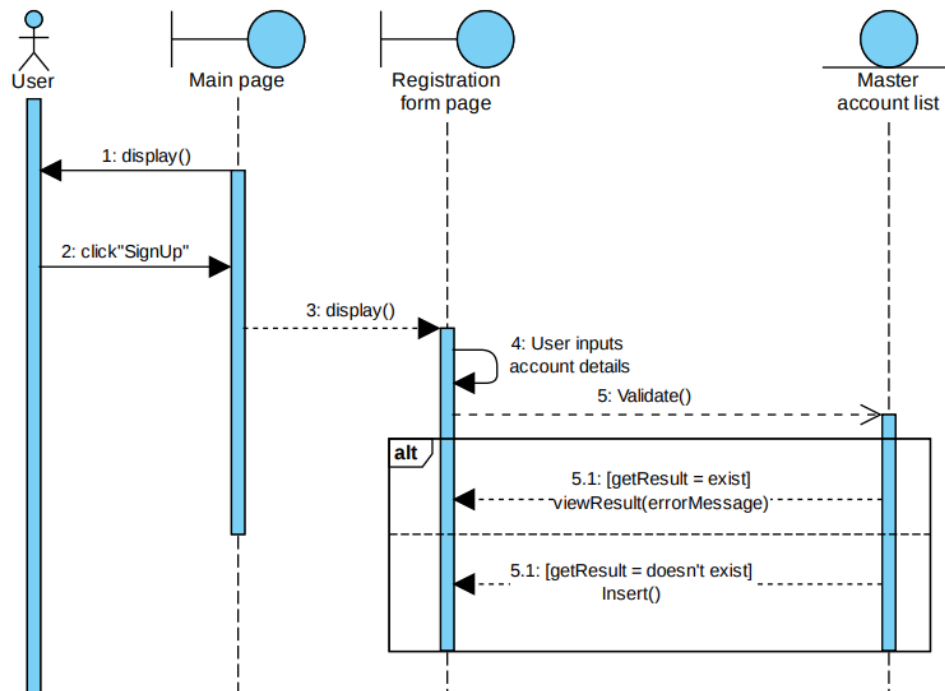 User
Main page
Registration
form page
Master
account list
1: display()
2: click"SignUp"
3: display()
4: User inputs
account details
5: Validate()
alt
5.1: [getResult = exist]
viewResult(errorMessage)
5.1: [getResult = doesn't exist]
Insert()